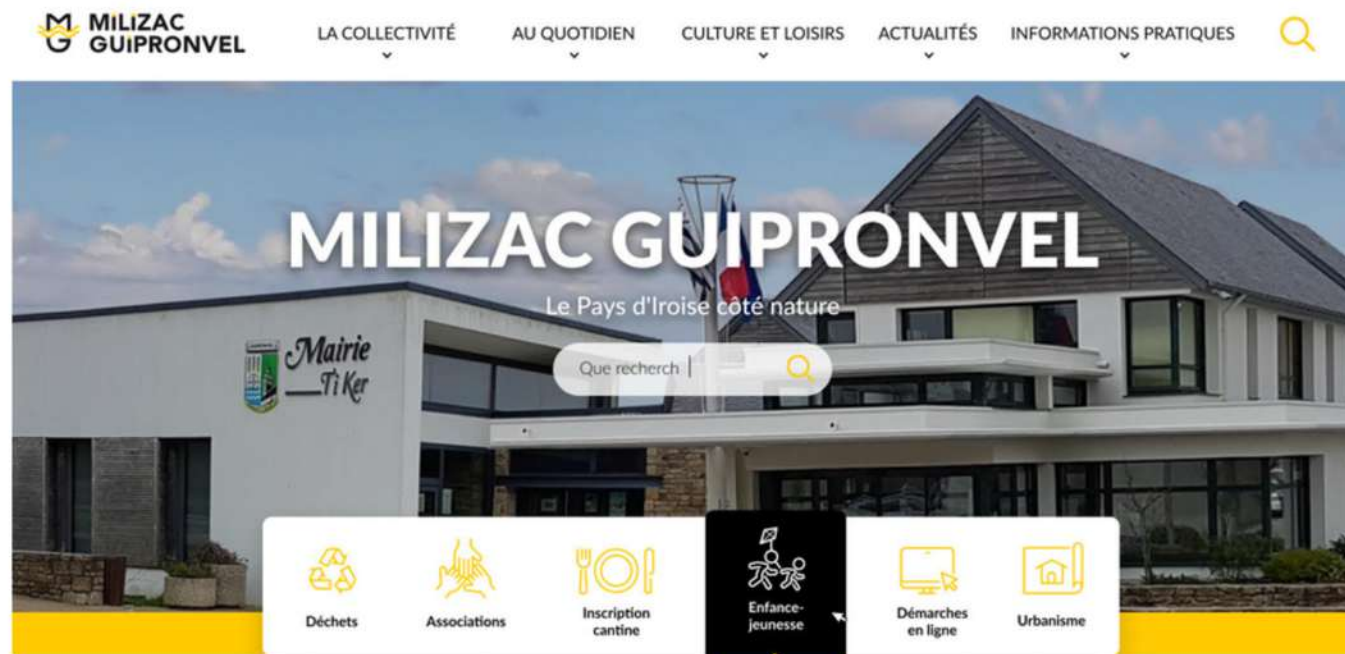 MILIZAC
GUIPRONVEL
LA COLLECTIVITÉ
AU QUOTIDIEN
CULTURE ET LOISIRS
ACTUALITÉS
INFORMATIONS PRATIQUES
MILIZAC GUIPRONVEL
Le Pays d'Iroise côté nature
Mairie
Ti Ker
Que recherch
Déchets
Associations
Inscription
cantine
Enfance-
jeunesse
Démarches
en ligne
Urbanisme